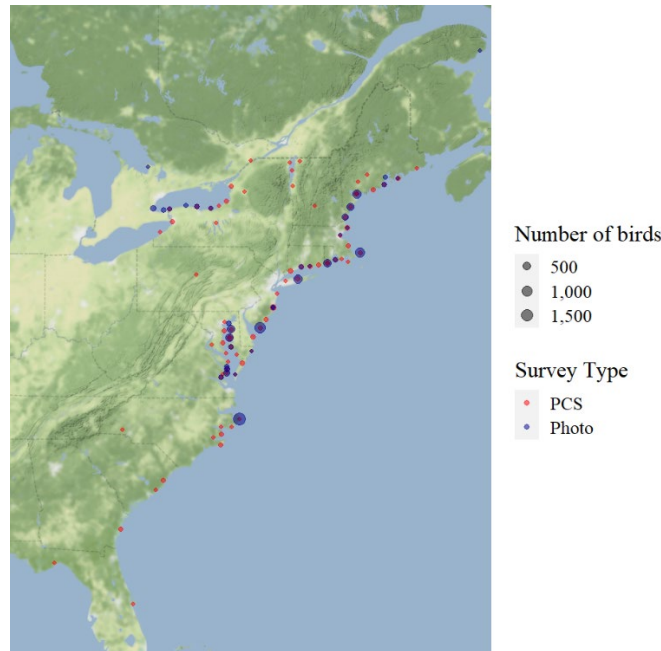 Number of birds
500
1,000
1,500
Survey Type
PCS
Photo